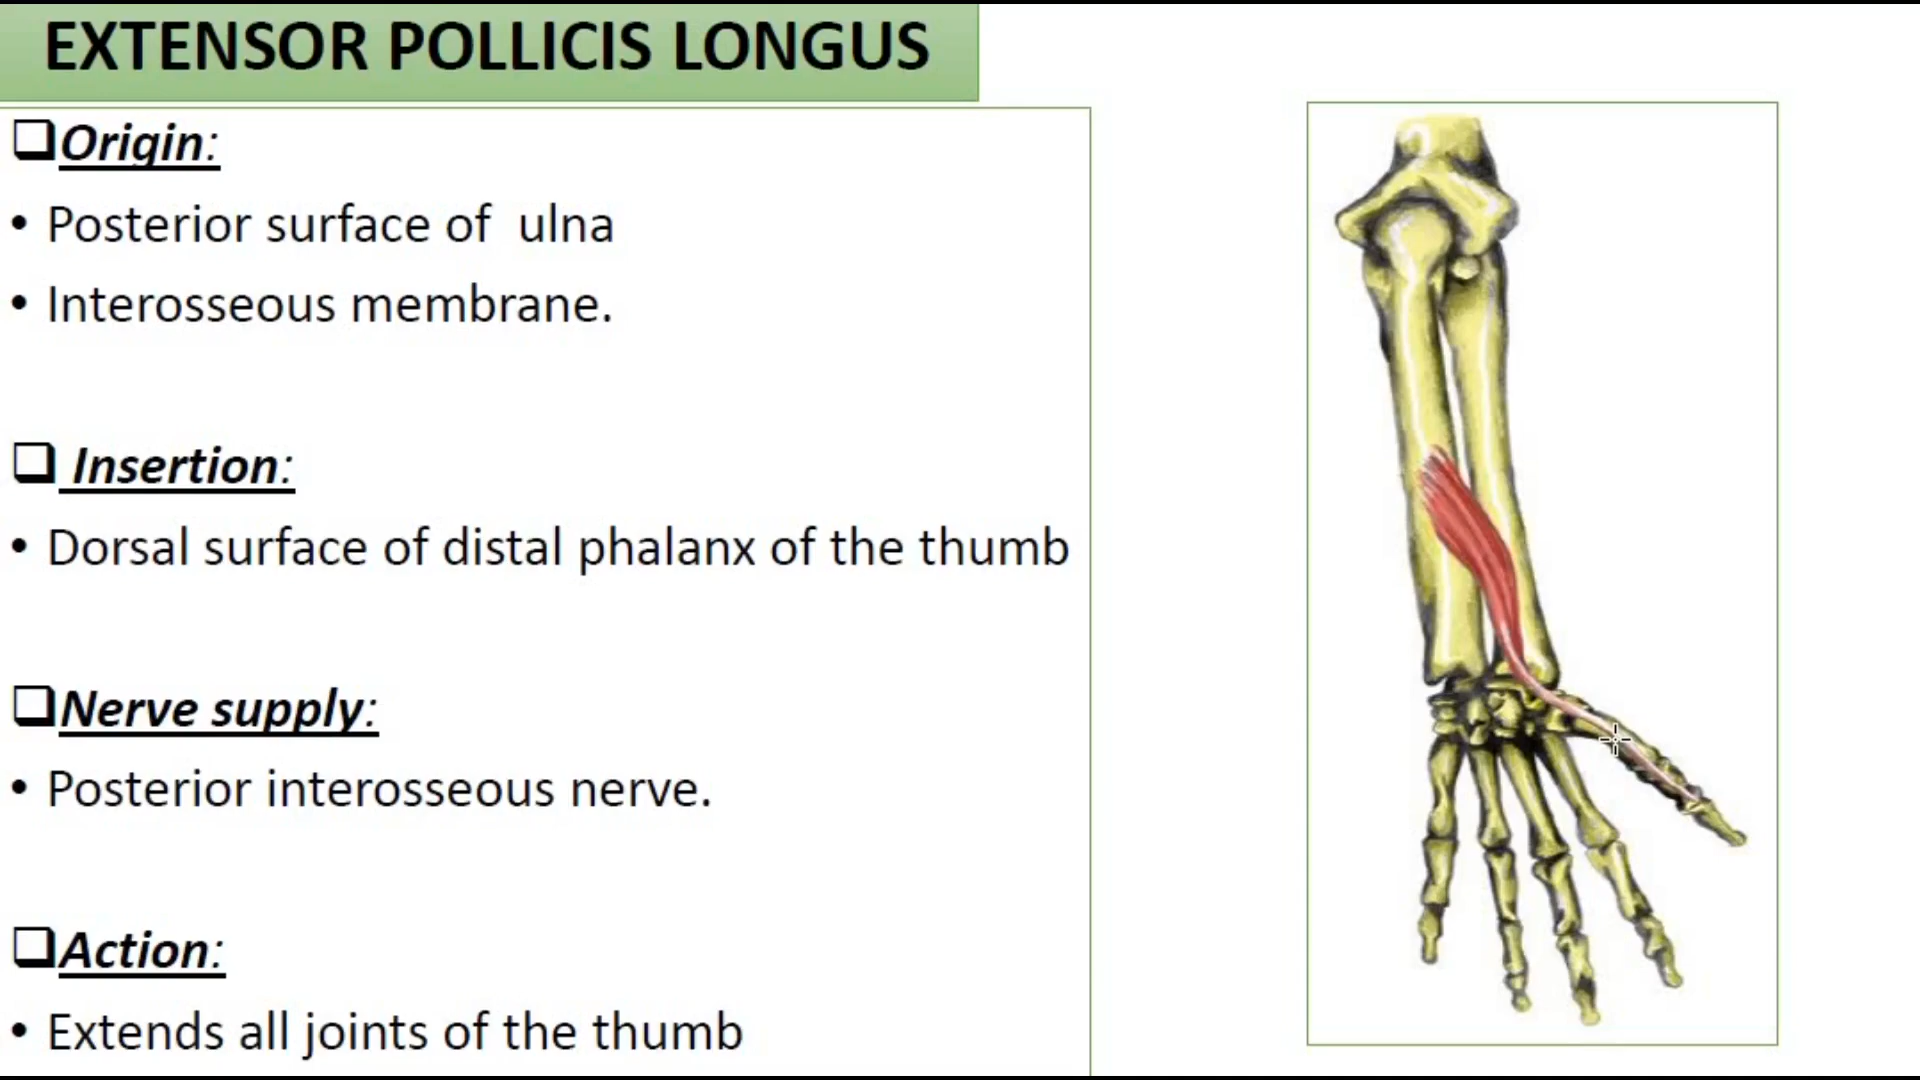 EXTENSOR POLLICIS LONGUS
❑Origin:
• Posterior surface of  ulna
• Interosseous membrane.
❑ Insertion:
• Dorsal surface of distal phalanx of the thumb
❑Nerve supply:
• Posterior interosseous nerve.
❑Action:
• Extends all joints of the thumb